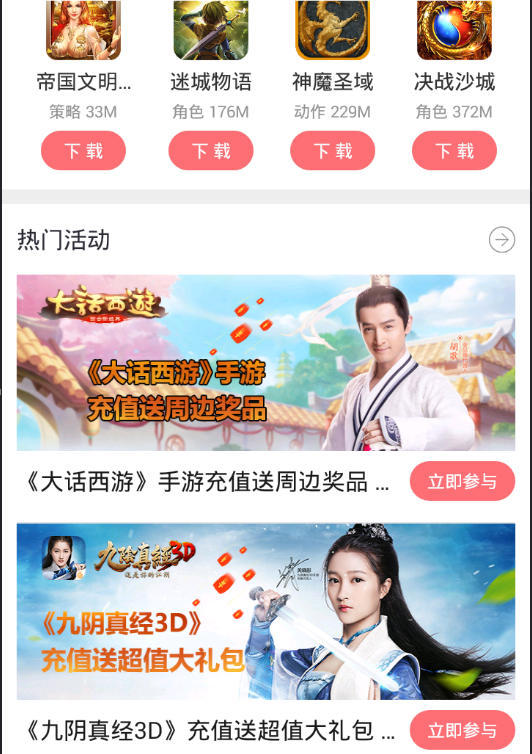 帝国文明...
迷城物语
神魔圣域
决战沙城
策略 33M
角色 176M
动作 229M
角色 372M
下载
下载
下载
下载
热门活动
大话西游
胡歌
《大话西游》手游
充值送周边奖品
《大话西游》手游充值送周边奖品 ...
立即参与
九阴真经3D
《九阴真经3D》
充值送超值大礼包
《九阴真经3D》充值送超值大礼包 ...
立即参与